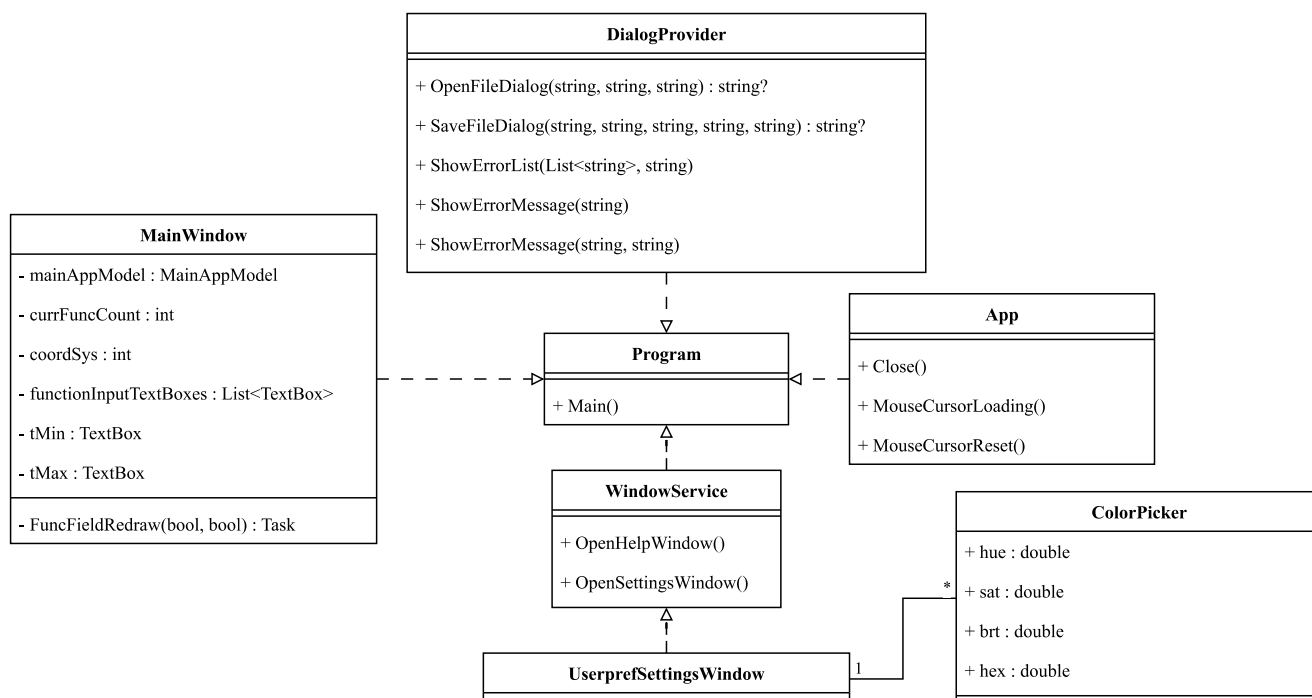 DialogProvider
+ OpenFileDialog(string, string, string) : string?
+ SaveFileDialog(string, string, string, string, string) : string?
+ ShowErrorList(List<string>, string)
+ ShowErrorMessage(string)
+ ShowErrorMessage(string, string)
MainWindow
- mainAppModel : MainAppModel
- currFuncCount : int
- coordSys : int
- functionInputTextBoxes : List<TextBox>
- tMin : TextBox
- tMax : TextBox
- FuncFieldRedraw(bool, bool) : Task
Program
+ Main()
App
+ Close()
+ MouseCursorLoading()
+ MouseCursorReset()
WindowService
+ OpenHelpWindow()
+ OpenSettingsWindow()
ColorPicker
+ hue : double
+ sat : double
+ brt : double
+ hex : double
*
1
UserprefSettingsWindow